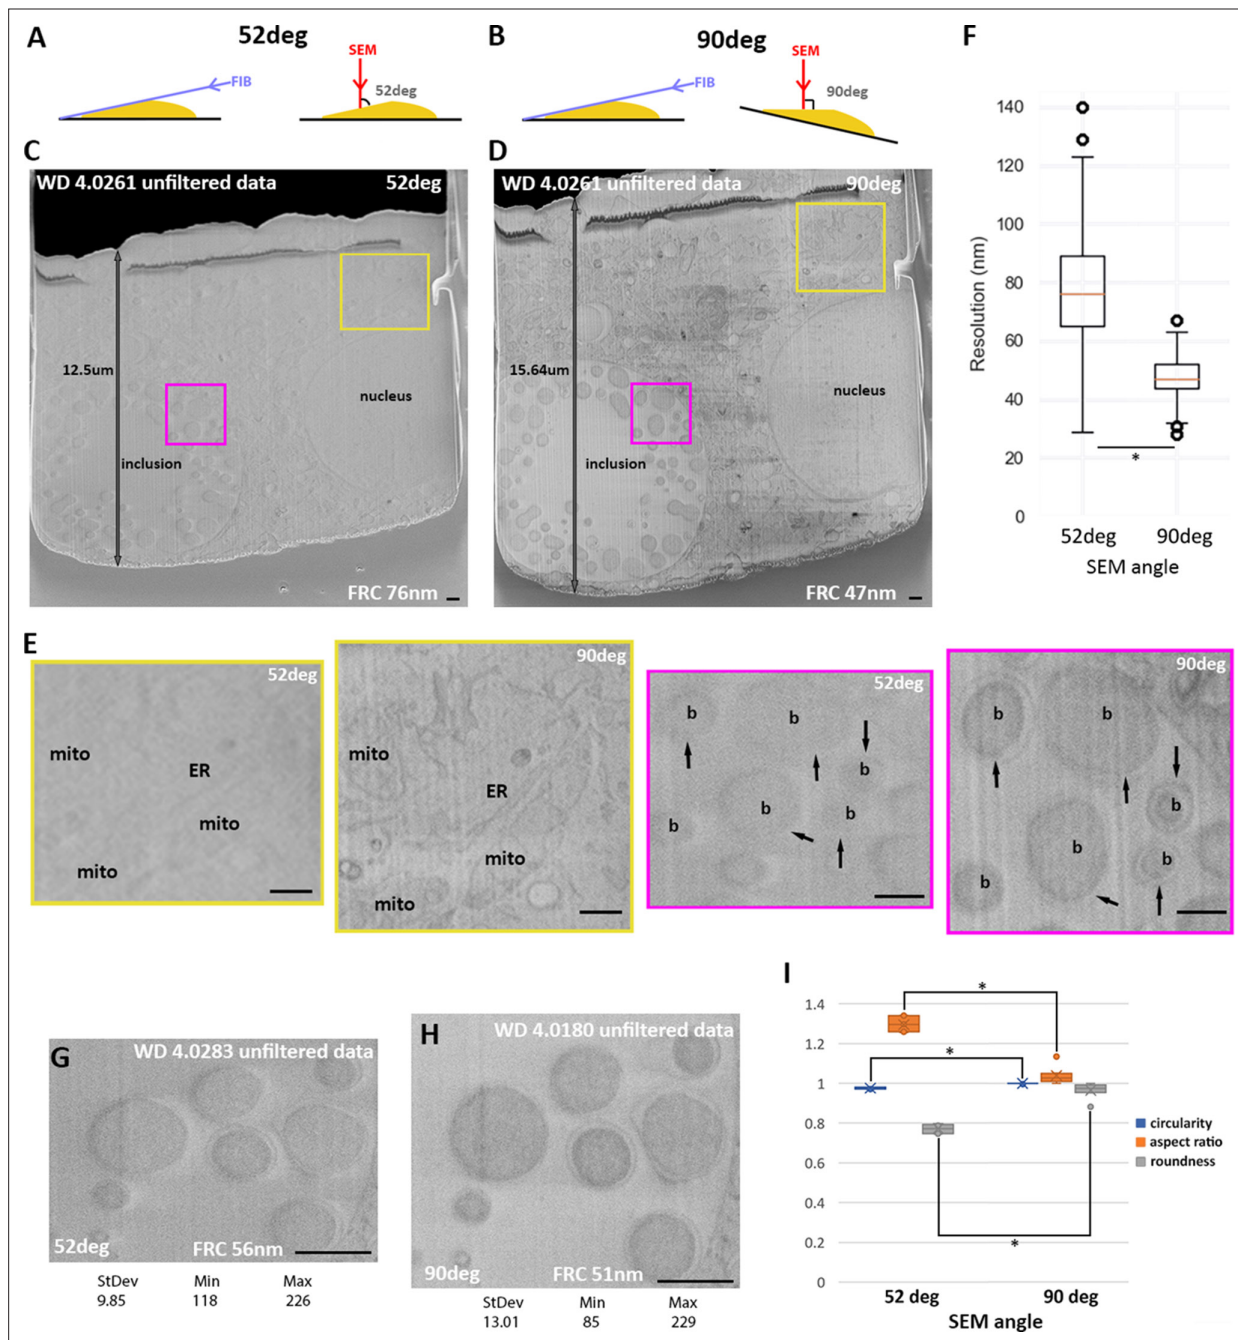 A
52deg
B
90deg
F
SEM
FIB
52deg
SEM
FIB
90deg
C
WD 4.0261 unfiltered data
52deg
12.5um
nucleus
inclusion
FRC 76nm
D
WD 4.0261 unfiltered data
90deg
15.64um
nucleus
inclusion
FRC 47nm
Resolution (nm)
140
120
100
80
60
40
20
0
*
52deg
90deg
SEM angle
E
52deg
mito
ER
mito
mito
90deg
mito
ER
mito
mito
52deg
b
b
b
b
b
b
90deg
b
b
b
b
b
b
G
WD 4.0283 unfiltered data
52deg
FRC 56nm
StDev Min Max
9.85 118 226
H
WD 4.0180 unfiltered data
90deg
FRC 51nm
StDev Min Max
13.01 85 229
I
1.4
1.2
1
0.8
0.6
0.4
0.2
0
*
*
*
52 deg
90 deg
SEM angle
circularity
aspect ratio
roundness